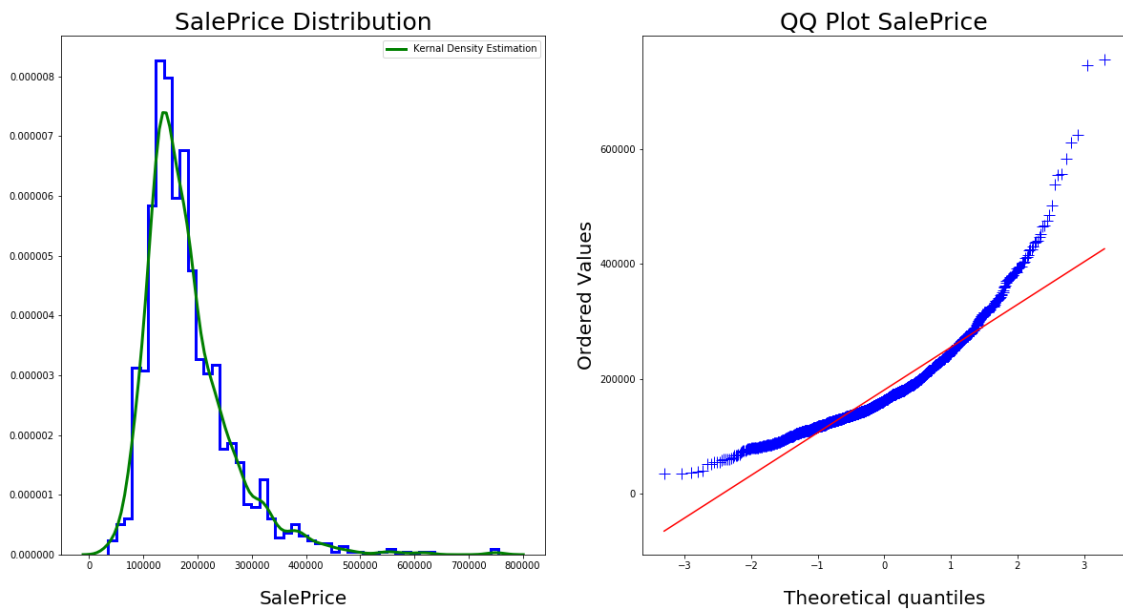 SalePrice Distribution
Kernal Density Estimation
0.000008
0.000007
0.000006
0.000005
0.000004
0.000003
0.000002
0.000001
0.000000
0 100000 200000 300000 400000 500000 600000 700000 800000
SalePrice
QQ Plot SalePrice
Ordered Values
600000
400000
200000
0
−3 −2 −1 0 1 2 3
Theoretical quantiles